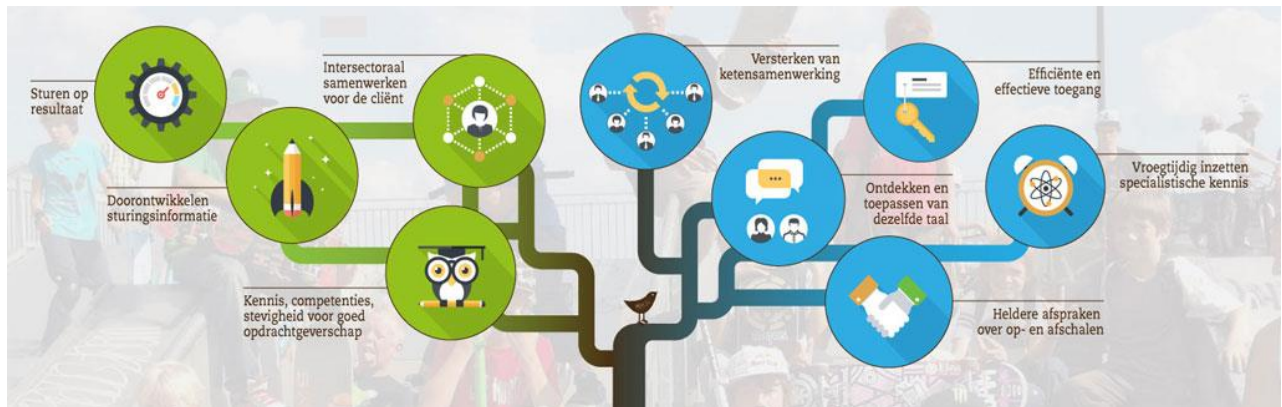 Sturen op
resultaat
Doorontwikkelen
sturingsinformatie
Intersectoraal
samenwerken
voor de cliënt
Kennis, competenties,
stevigheid voor goed
opdrachtgeverschap
Versterken van
ketensamenwerking
Efficiënte en
effectieve toegang
Ontdekken en
toepassen van
dezelfde taal
Vroegtijdig inzetten
specialistische kennis
Heldere afspraken
over op- en afschalen